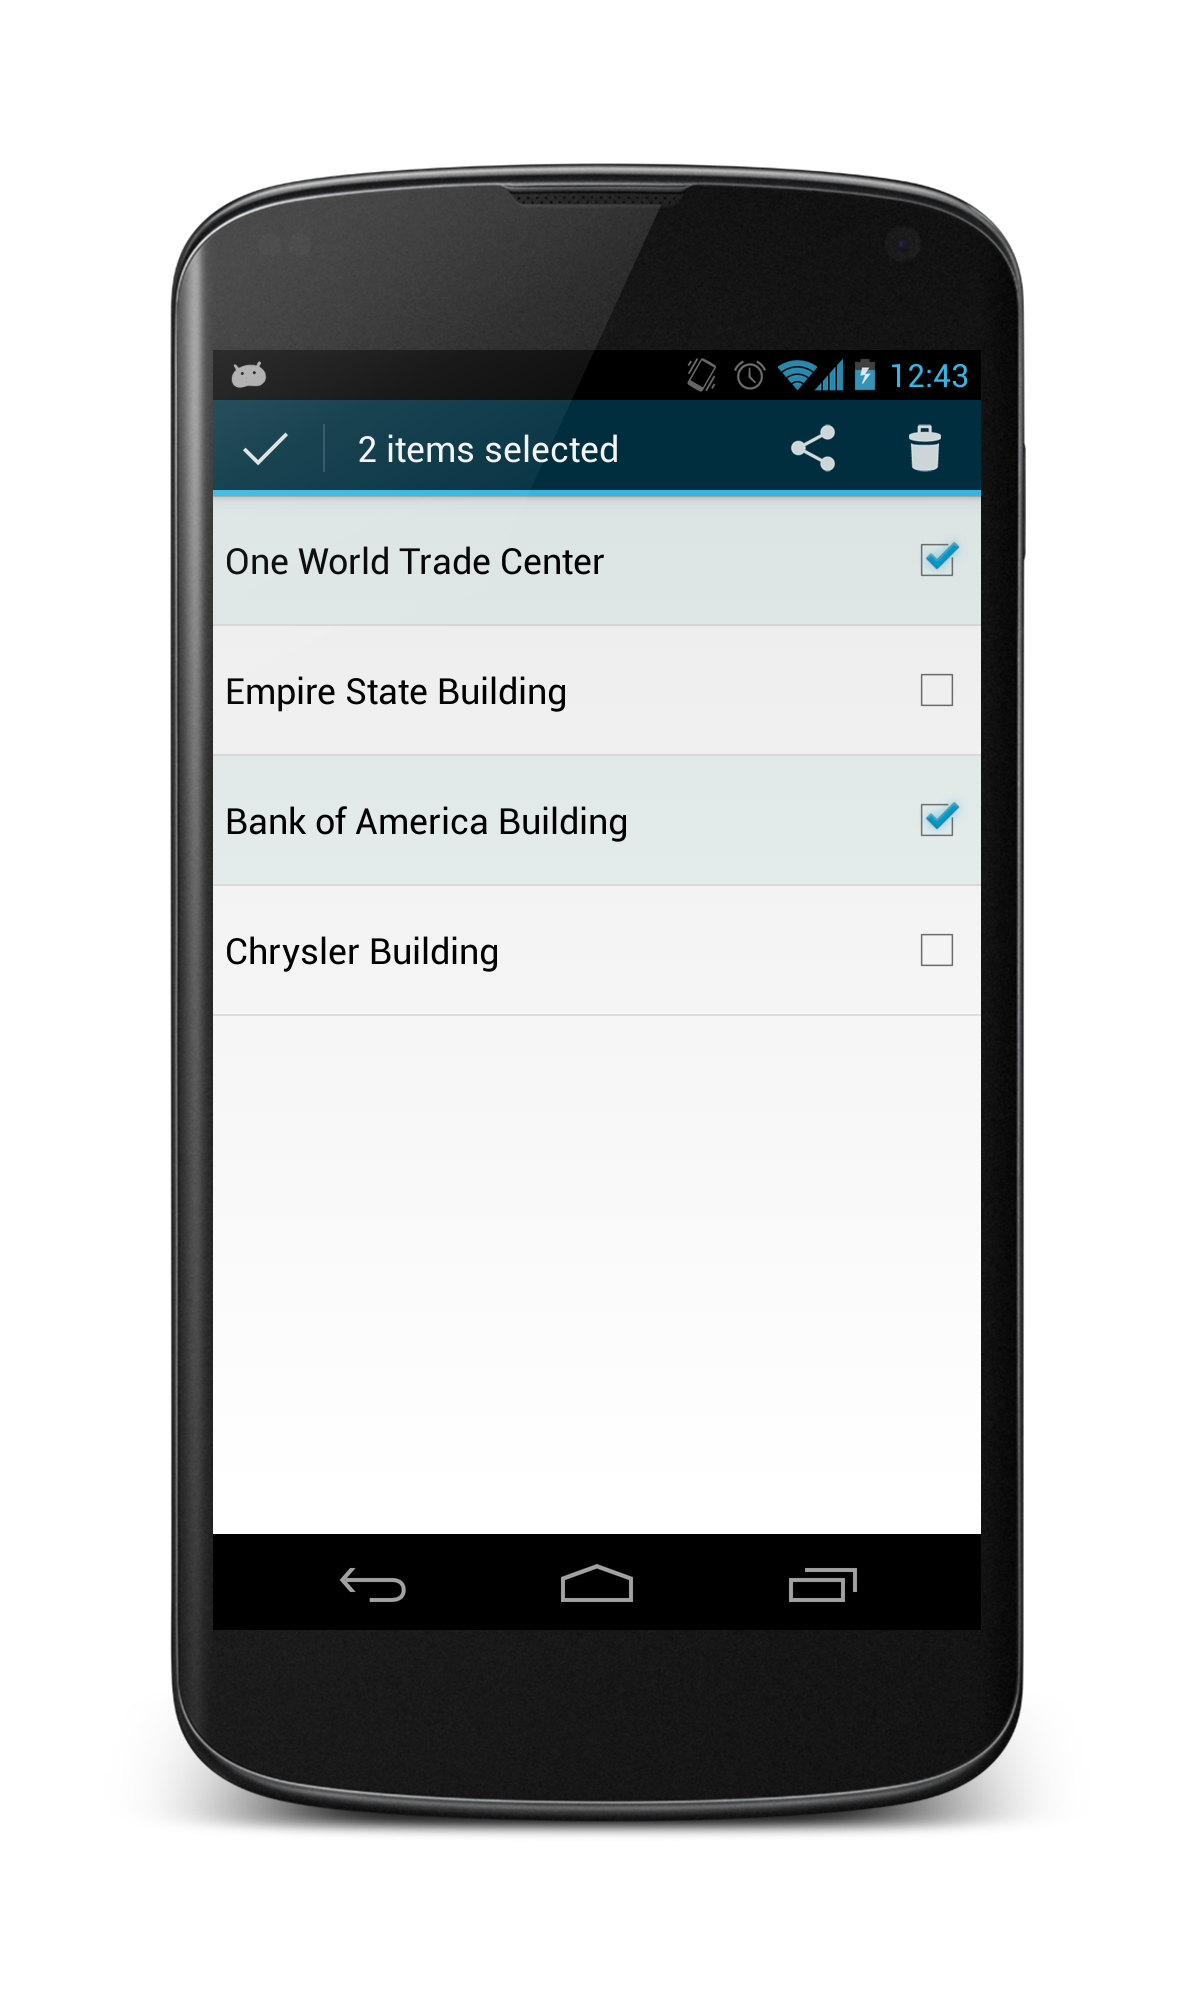 12:43
2 items selected
One World Trade Center
Empire State Building
Bank of America Building
Chrysler Building